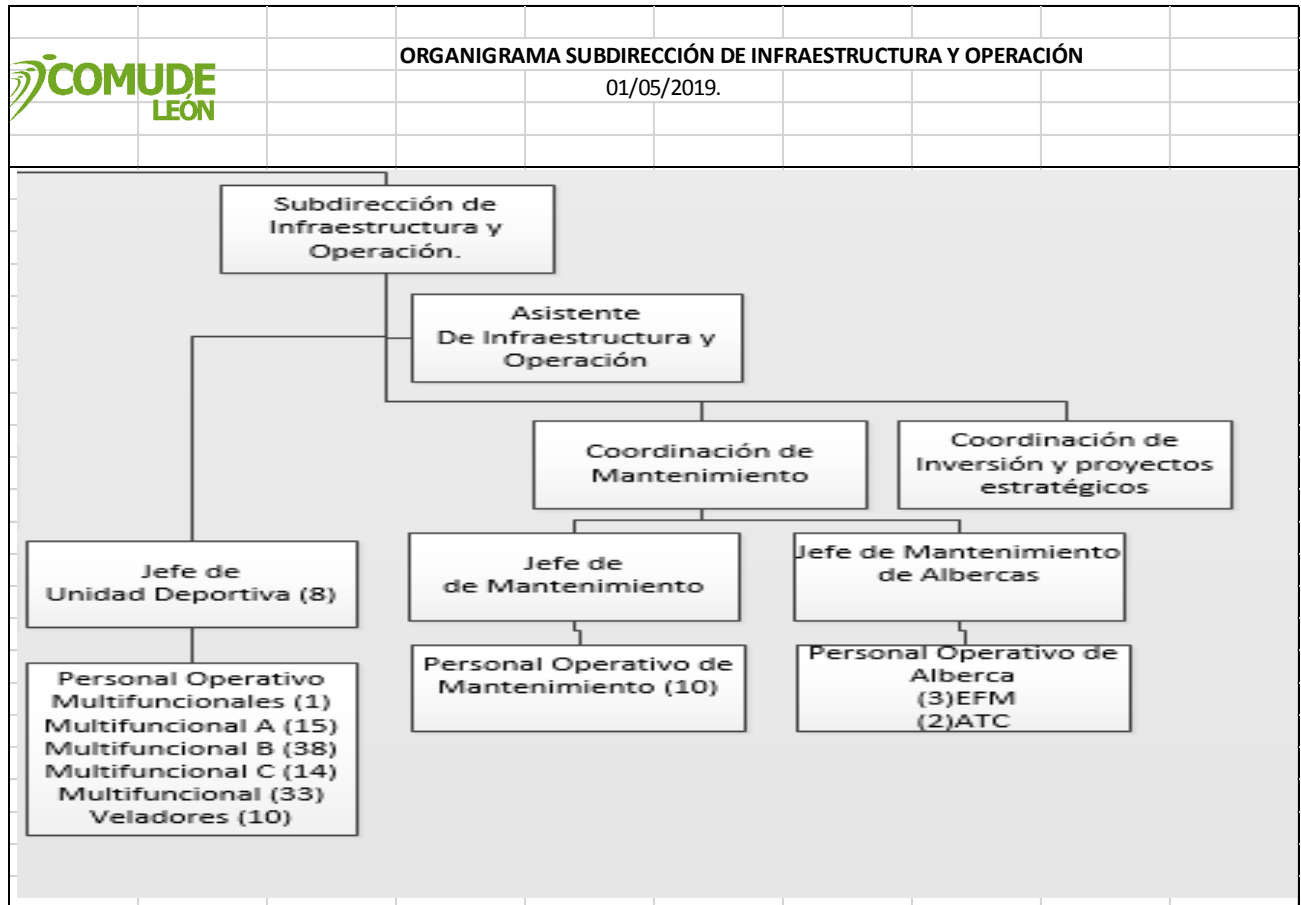 COMUDE
LEÓN
ORGANIGRAMA SUBDIRECCIÓN DE INFRAESTRUCTURA Y OPERACIÓN
01/05/2019.
Subdirección de
Infraestructura y
Operación.
Asistente
De Infraestructura y
Operación
Coordinación de
Mantenimiento
Coordinación de
Inversión y proyectos
estratégicos
Jefe de
Unidad Deportiva (8)
Jefe de
de Mantenimiento
Jefe de Mantenimiento
de Albercas
Personal Operativo
Multifuncionales (1)
Multifuncional A (15)
Multifuncional B (38)
Multifuncional C (14)
Multifuncional (33)
Veladores (10)
Personal Operativo de
Mantenimiento (10)
Personal Operativo de
Alberca
(3)EFM
(2)ATC